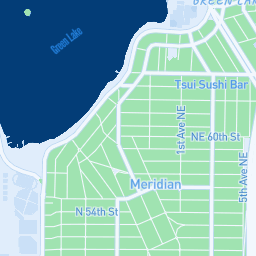 Green Lake
Tsui Sushi Bar
1st Ave NE
NE 60th St
5th Ave NE
Meridian
N 54th St